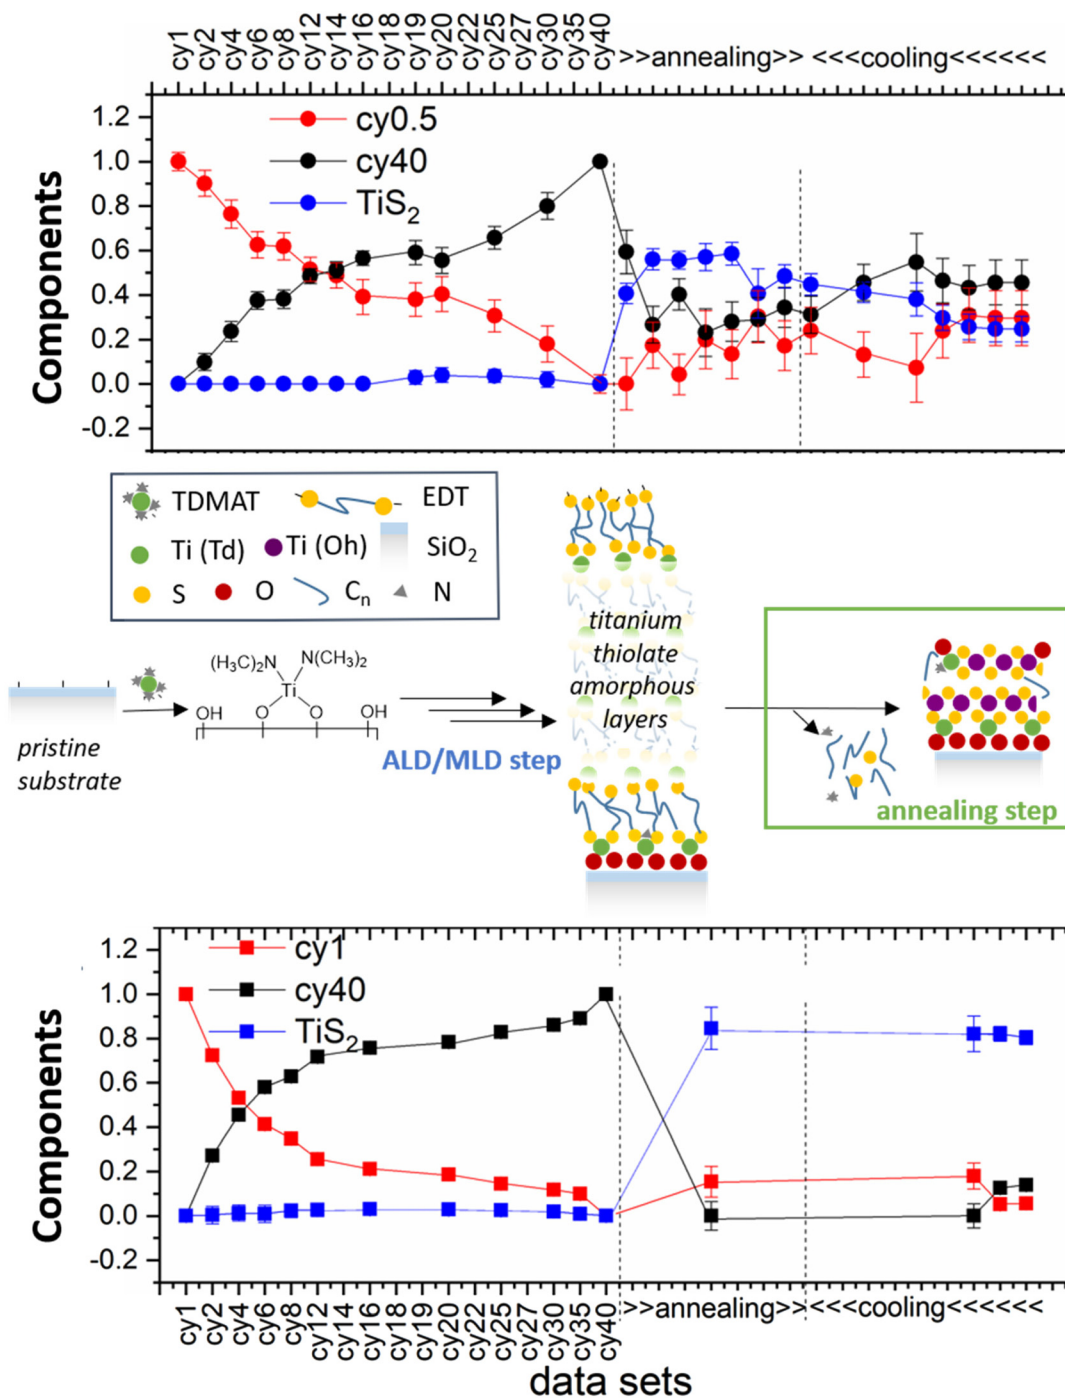 cy1 cy2 cy4 cy6 cy8 cy12 cy14 cy16 cy18 cy19 cy20 cy22 cy25 cy27 cy30 cy35 cy40 >>annealing>> <<<cooling<<<<<<
Components
1.2
1.0
0.8
0.6
0.4
0.2
0.0
-0.2
cy0.5
cy40
TiS2
TDMAT
EDT
Ti (Td)
Ti (Oh)
SiO2
S
O
Cn
N
pristine
substrate
(H3C)2N
N(CH3)2
Ti
OH
O
O
OH
ALD/MLD step
titanium
thiolate
amorphous
layers
annealing step
Components
1.2
1.0
0.8
0.6
0.4
0.2
0.0
-0.2
cy1
cy40
TiS2
cy1 cy2 cy4 cy6 cy8 cy12 cy14 cy16 cy18 cy19 cy20 cy22 cy25 cy27 cy30 cy35 cy40 >>annealing>> <<<cooling<<<<<<
data sets